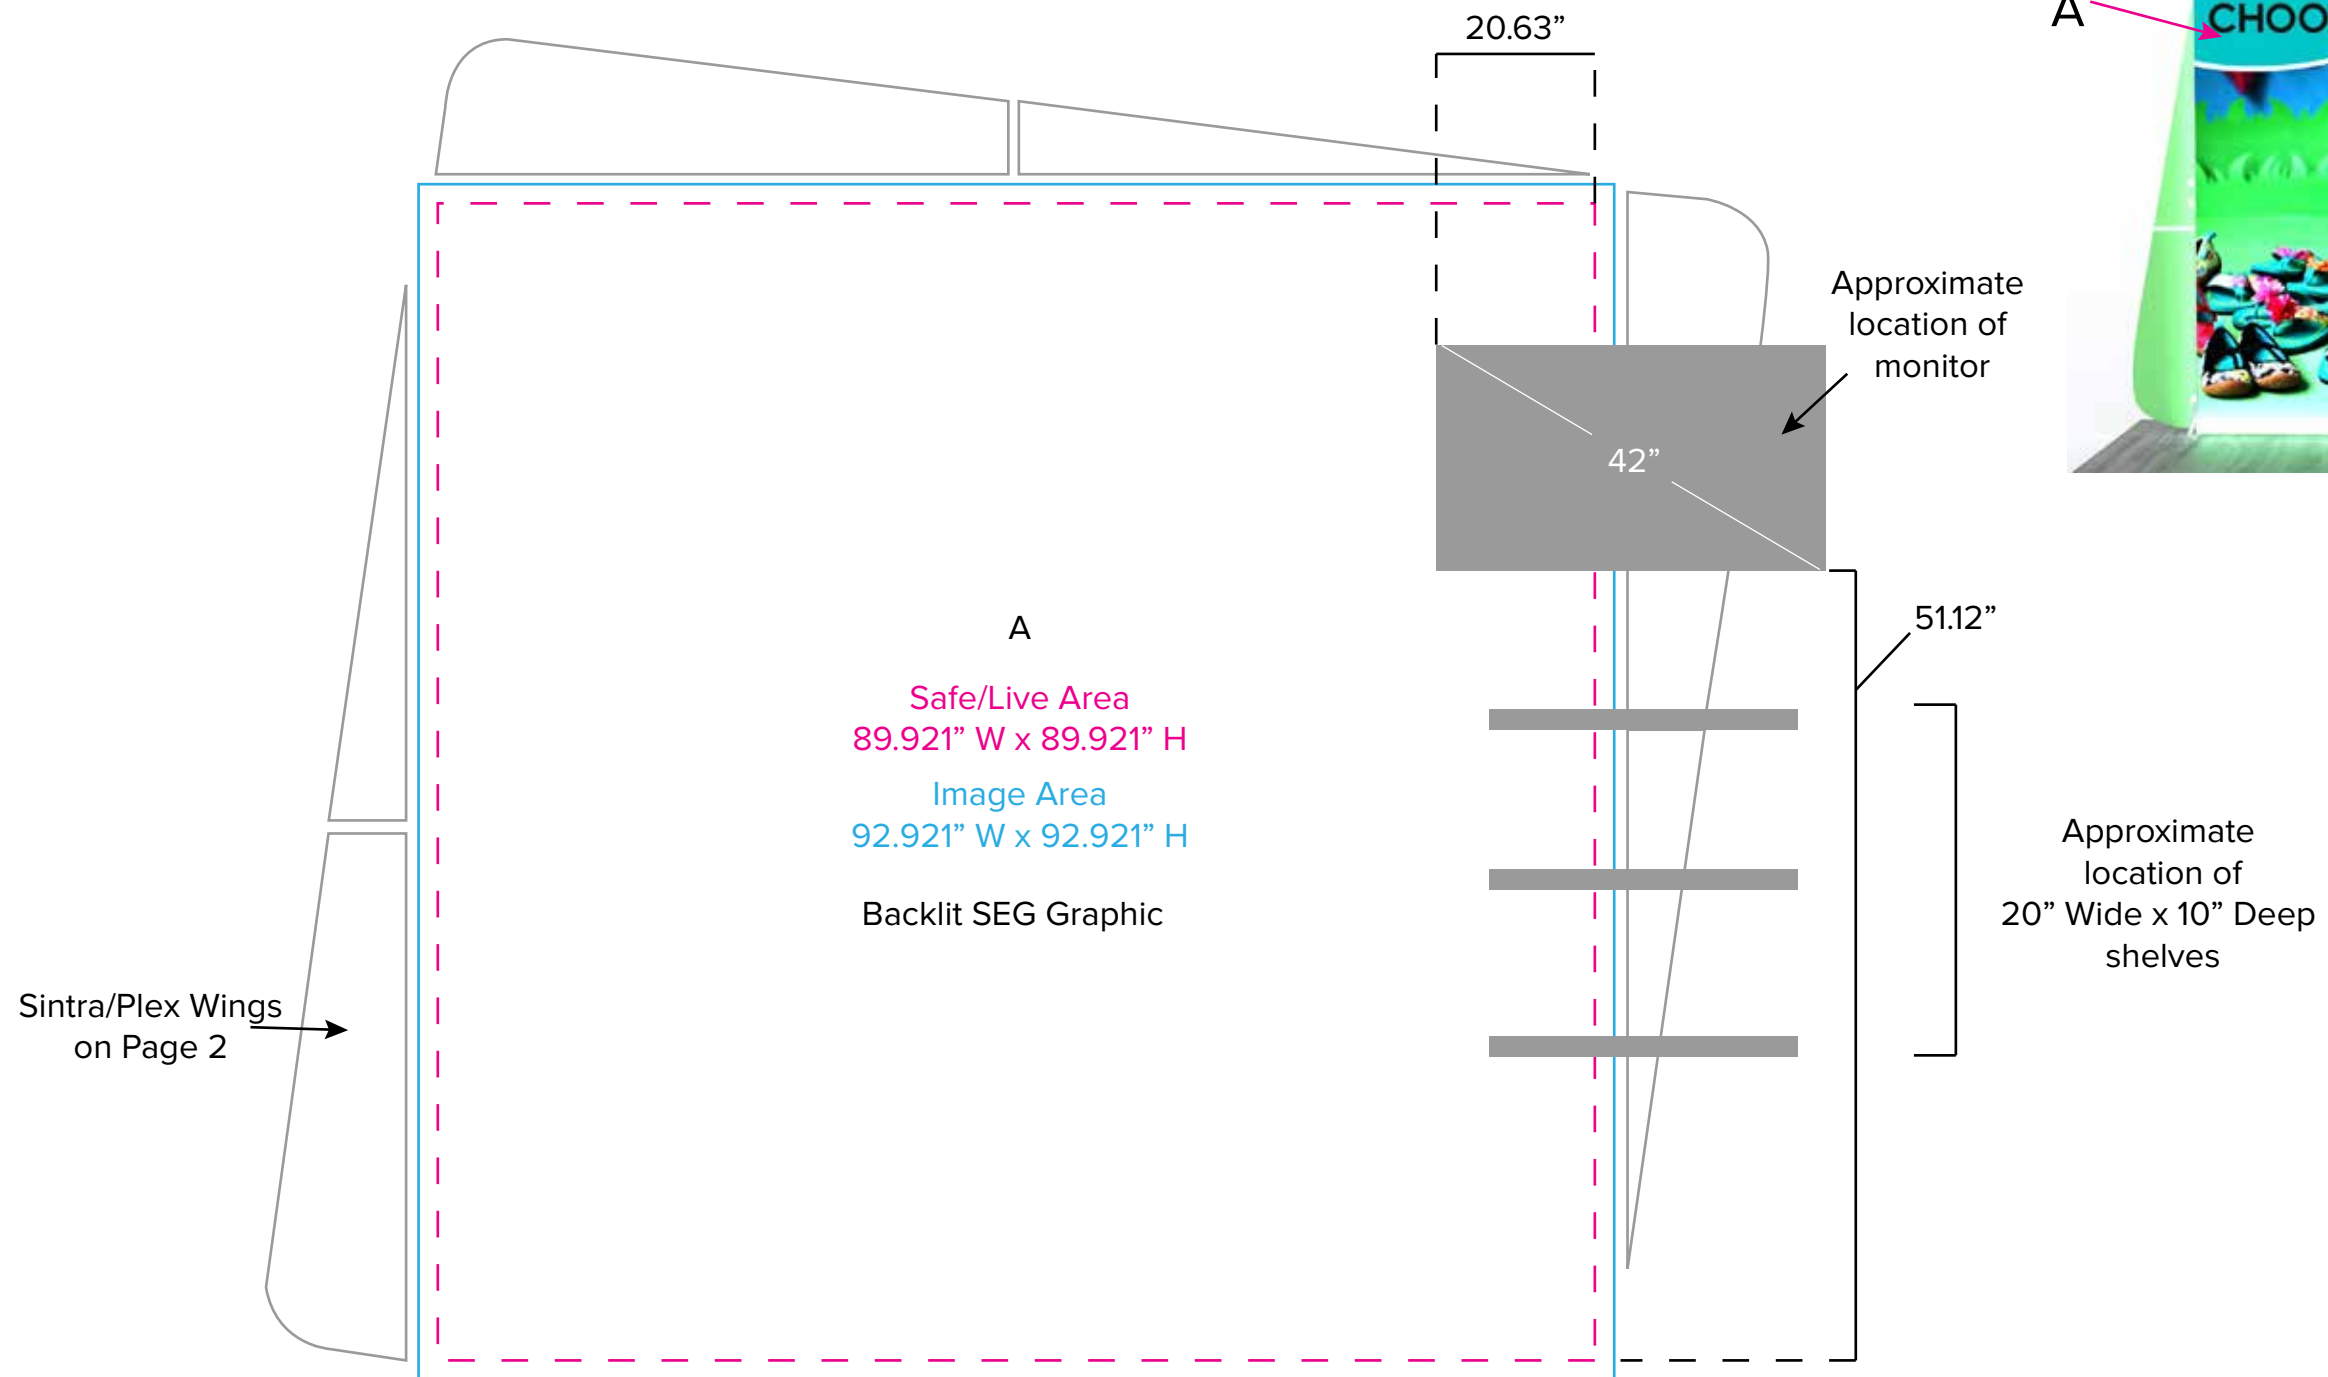 20.63”
A
CHOO
Approximate
location of
monitor
42”
51.12”
A
Safe/Live Area
89.921” W x 89.921” H
Image Area
92.921” W x 92.921” H
Backlit SEG Graphic
Approximate
location of
20” Wide x 10” Deep
shelves
Sintra/Plex Wings
on Page 2